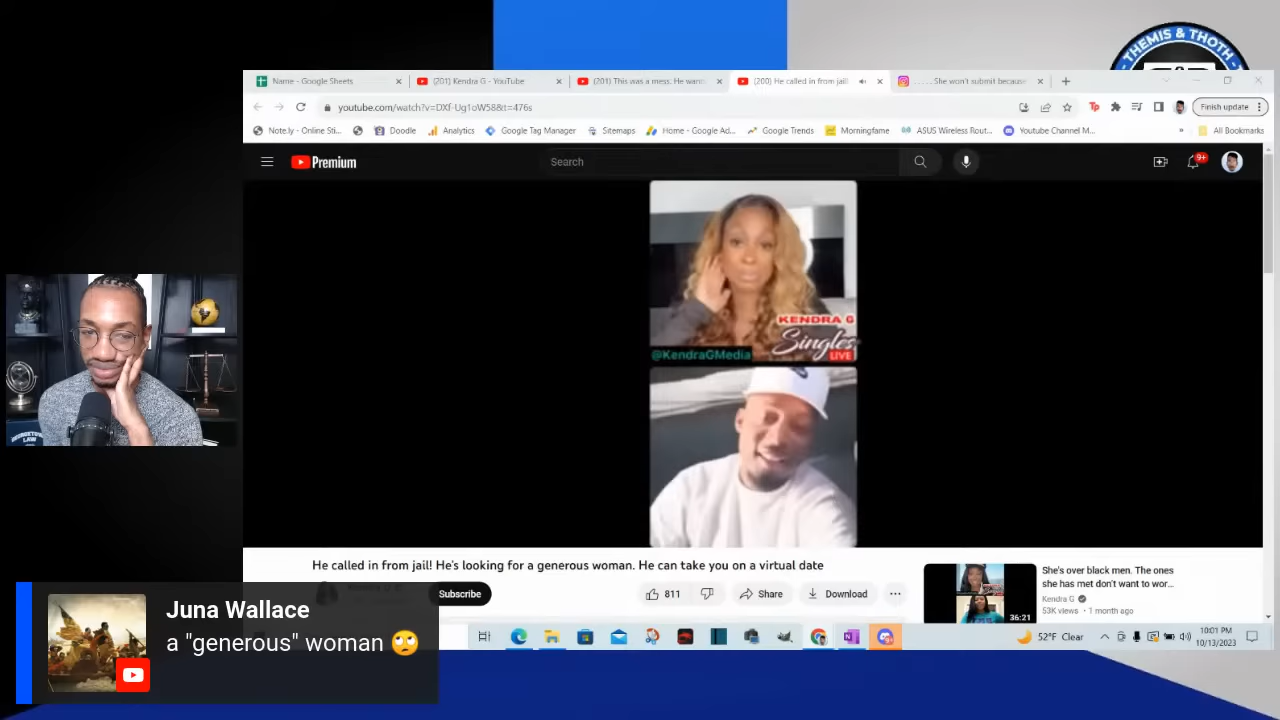 THEMIS & THOTH
Name - Google Sheets
(201) Kendra G - YouTube
(201) This was a mess. He wan
(200) He called in from jail!
. . . . .She won't submit because
youtube.com/watch?v=DXf-Ug1oW58&t=476s
Finish update
Note.ly - Online Sti...
Doodle
Analytics
Google Tag Manager
Sitemaps
Home - Google Ad...
Google Trends
Morningfame
ASUS Wireless Rout...
Youtube Channel M...
All Bookmarks
Premium
Search
9+
KENDRA G
Singles
LIVE
@KendraGMedia
He called in from jail! He's looking for a generous woman. He can take you on a virtual date
Subscribe
811
Share
Download
She's over black men. The ones
she has met don't want to wor...
Kendra G
53K views • 1 month ago
36:21
52°F Clear
10:01 PM
10/13/2023
Juna Wallace
a "generous" woman 🙄